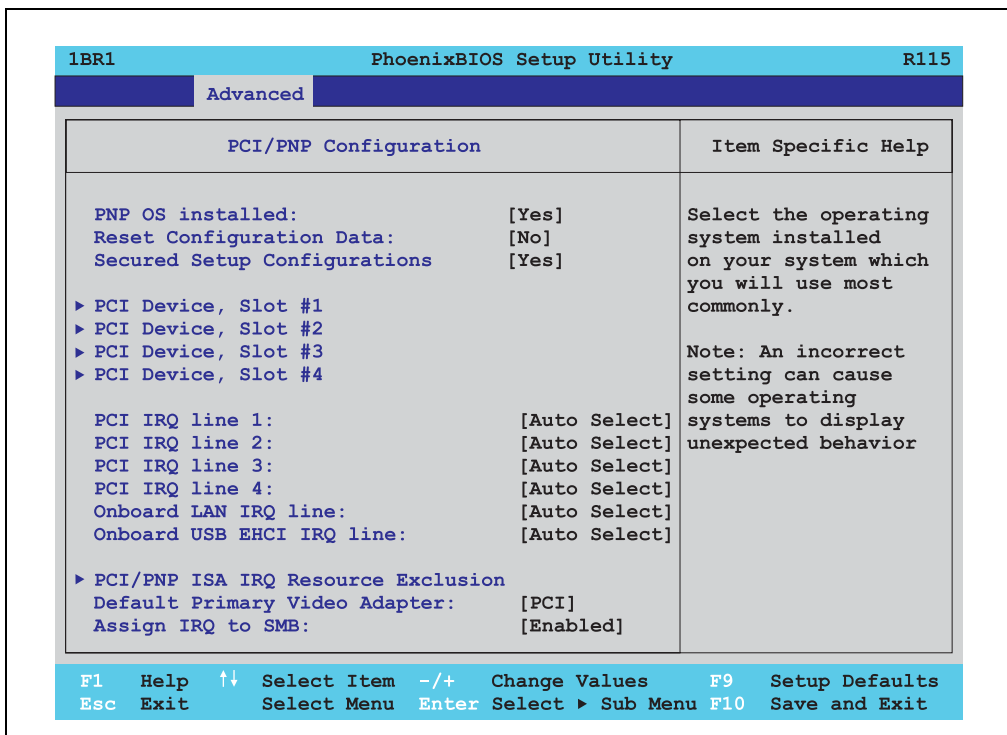 1BR1 PhoenixBIOS Setup Utility R115
Advanced
PCI/PNP Configuration
Item Specific Help
PNP OS installed: [Yes]
Reset Configuration Data: [No]
Secured Setup Configurations [Yes]
▶ PCI Device, Slot #1
▶ PCI Device, Slot #2
▶ PCI Device, Slot #3
▶ PCI Device, Slot #4
PCI IRQ line 1: [Auto Select]
PCI IRQ line 2: [Auto Select]
PCI IRQ line 3: [Auto Select]
PCI IRQ line 4: [Auto Select]
Onboard LAN IRQ line: [Auto Select]
Onboard USB EHCI IRQ line: [Auto Select]
▶ PCI/PNP ISA IRQ Resource Exclusion
Default Primary Video Adapter: [PCI]
Assign IRQ to SMB: [Enabled]
Select the operating
system installed
on your system which
you will use most
commonly.
Note: An incorrect
setting can cause
some operating
systems to display
unexpected behavior
F1 Help ↑↓ Select Item -/+ Change Values F9 Setup Defaults
Esc Exit Select Menu Enter Select ▶ Sub Menu F10 Save and Exit